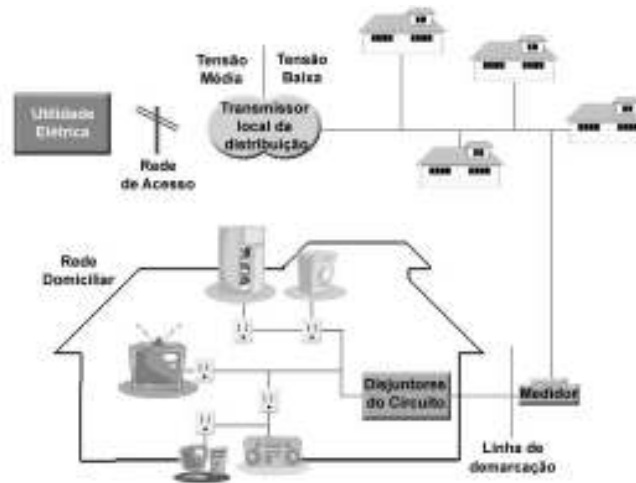 Tensão
Média
Tensão
Baixa
Utilidade
Elétrica
Transmissor
local da
distribuição
Rede
de Acesso
Rede
Domiciliar
Disjuntores
do Circuito
Medidor
Linha de
demarcação